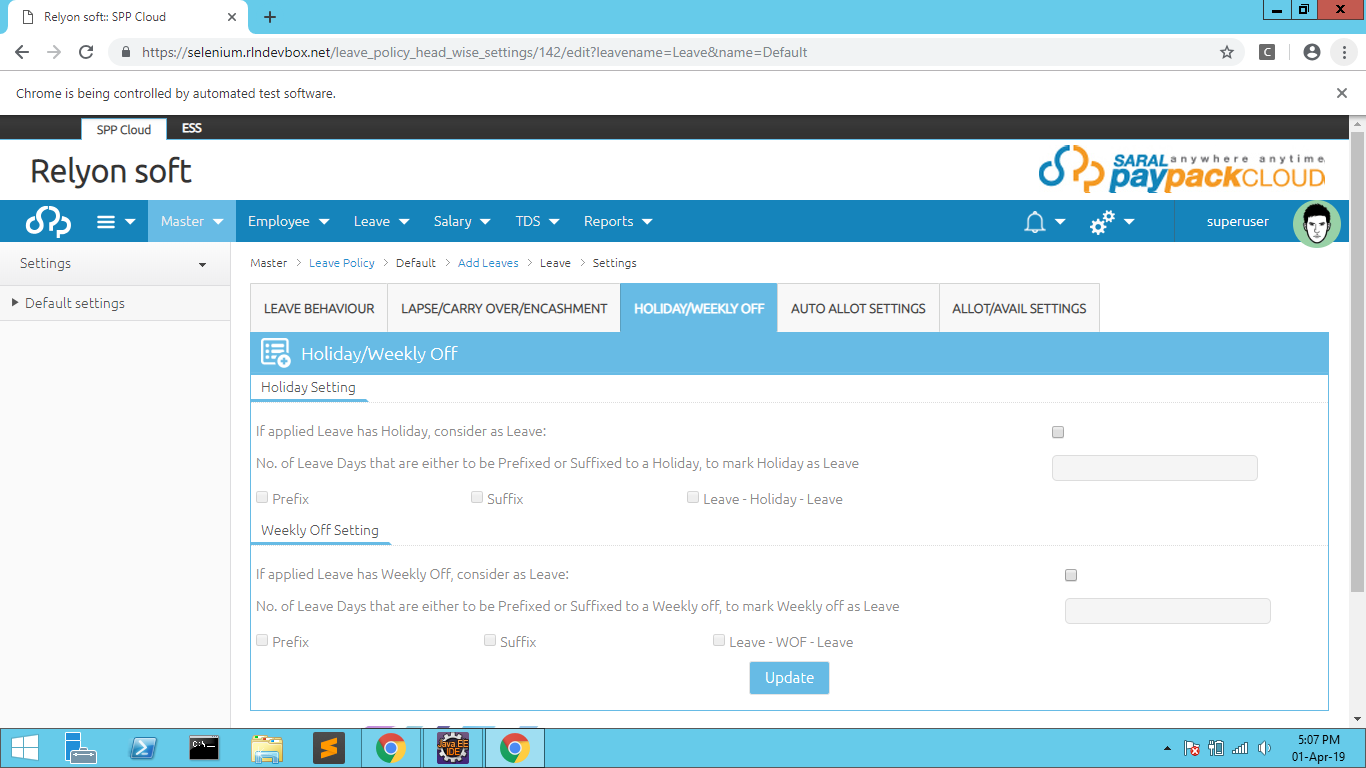 Relyon soft:: SPP Cloud
https://selenium.rlndevbox.net/leave_policy_head_wise_settings/142/edit?leavename=Leave&name=Default
C
Chrome is being controlled by automated test software.
SPP Cloud ESS
Relyon soft
SARAL anywhere anytime
paypackCLOUD
Master Employee Leave Salary TDS Reports superuser
Settings
Master > Leave Policy > Default > Add Leaves > Leave > Settings
Default settings
LEAVE BEHAVIOUR LAPSE/CARRY OVER/ENCASHMENT HOLIDAY/WEEKLY OFF AUTO ALLOT SETTINGS ALLOT/AVAIL SETTINGS
Holiday/Weekly Off
Holiday Setting
If applied Leave has Holiday, consider as Leave:
No. of Leave Days that are either to be Prefixed or Suffixed to a Holiday, to mark Holiday as Leave
Prefix Suffix Leave - Holiday - Leave
Weekly Off Setting
If applied Leave has Weekly Off, consider as Leave:
No. of Leave Days that are either to be Prefixed or Suffixed to a Weekly off, to mark Weekly off as Leave
Prefix Suffix Leave - WOF - Leave
Update
C:\_
Java EE
IDE
5:07 PM
01-Apr-19